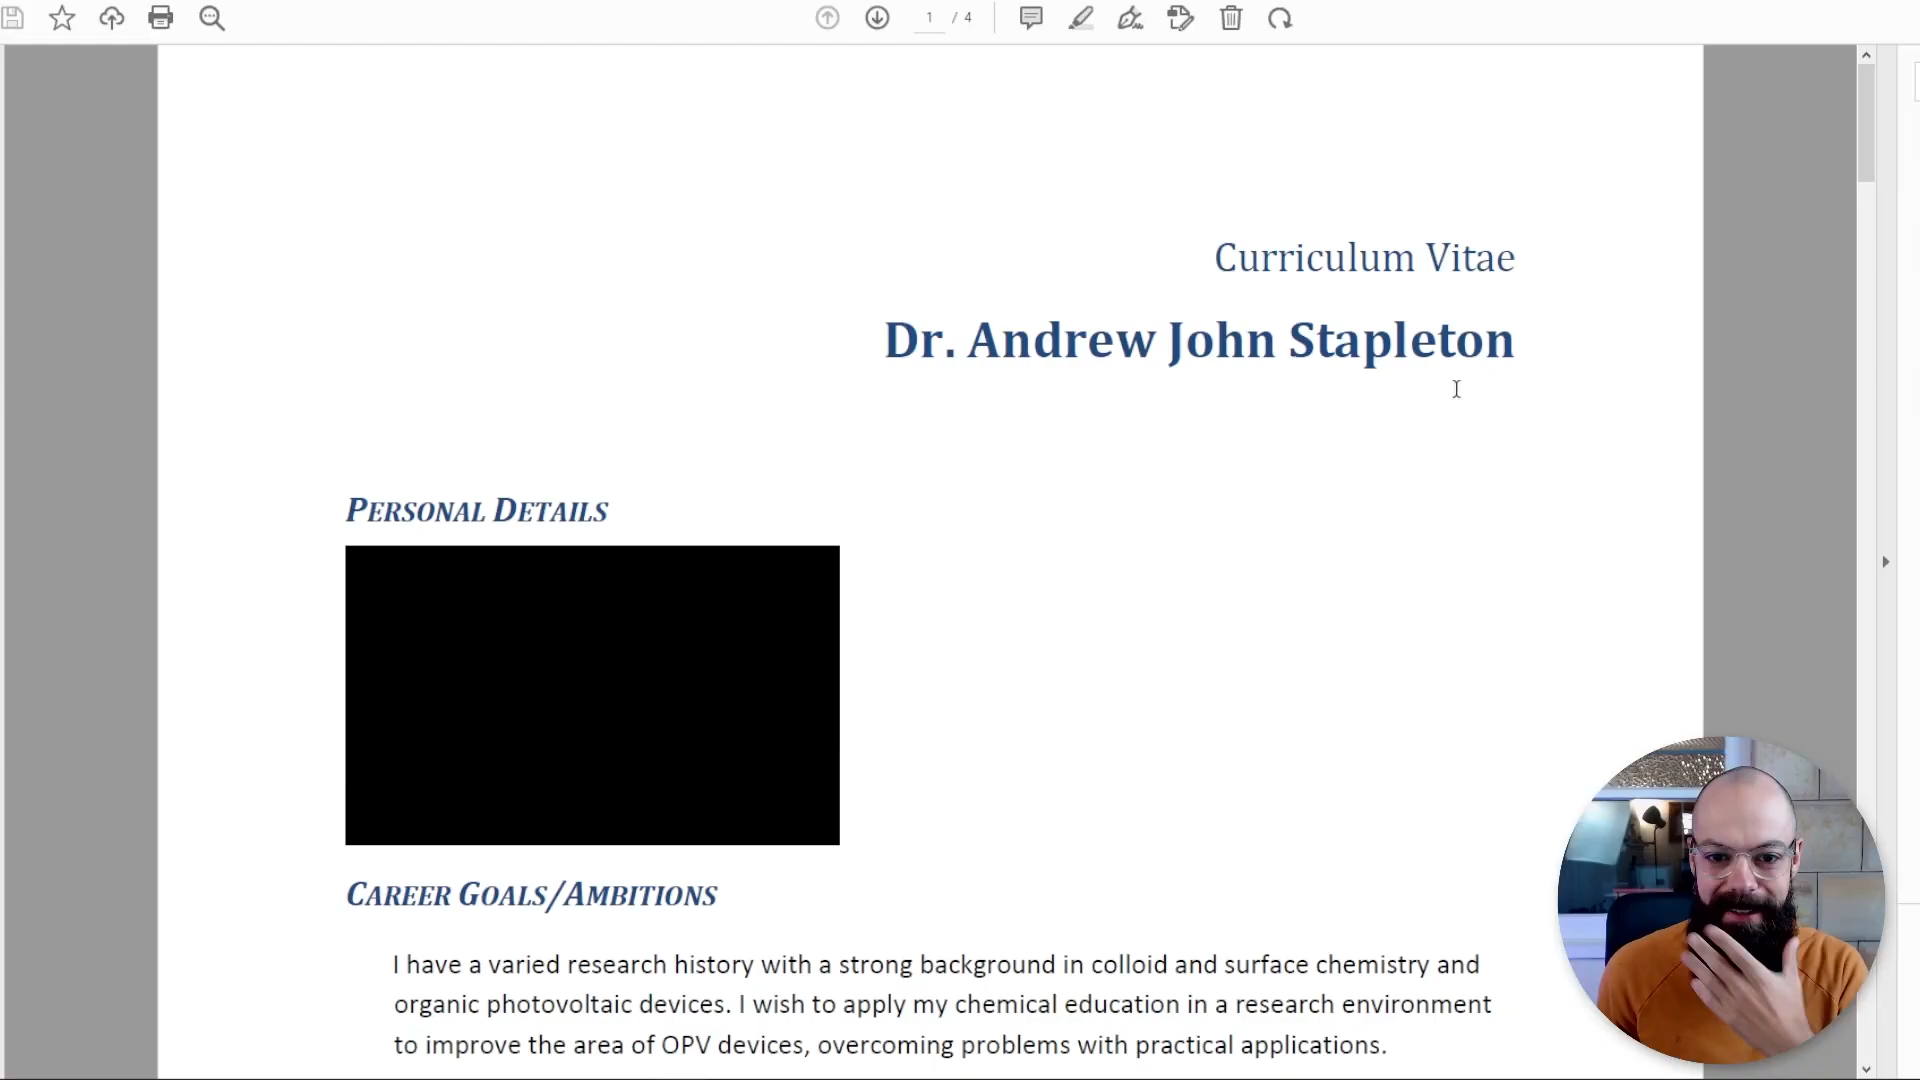 1 / 4
Curriculum Vitae
Dr. Andrew John Stapleton
PERSONAL DETAILS
CAREER GOALS/AMBITIONS
I have a varied research history with a strong background in colloid and surface chemistry and
organic photovoltaic devices. I wish to apply my chemical education in a research environment
to improve the area of OPV devices, overcoming problems with practical applications.